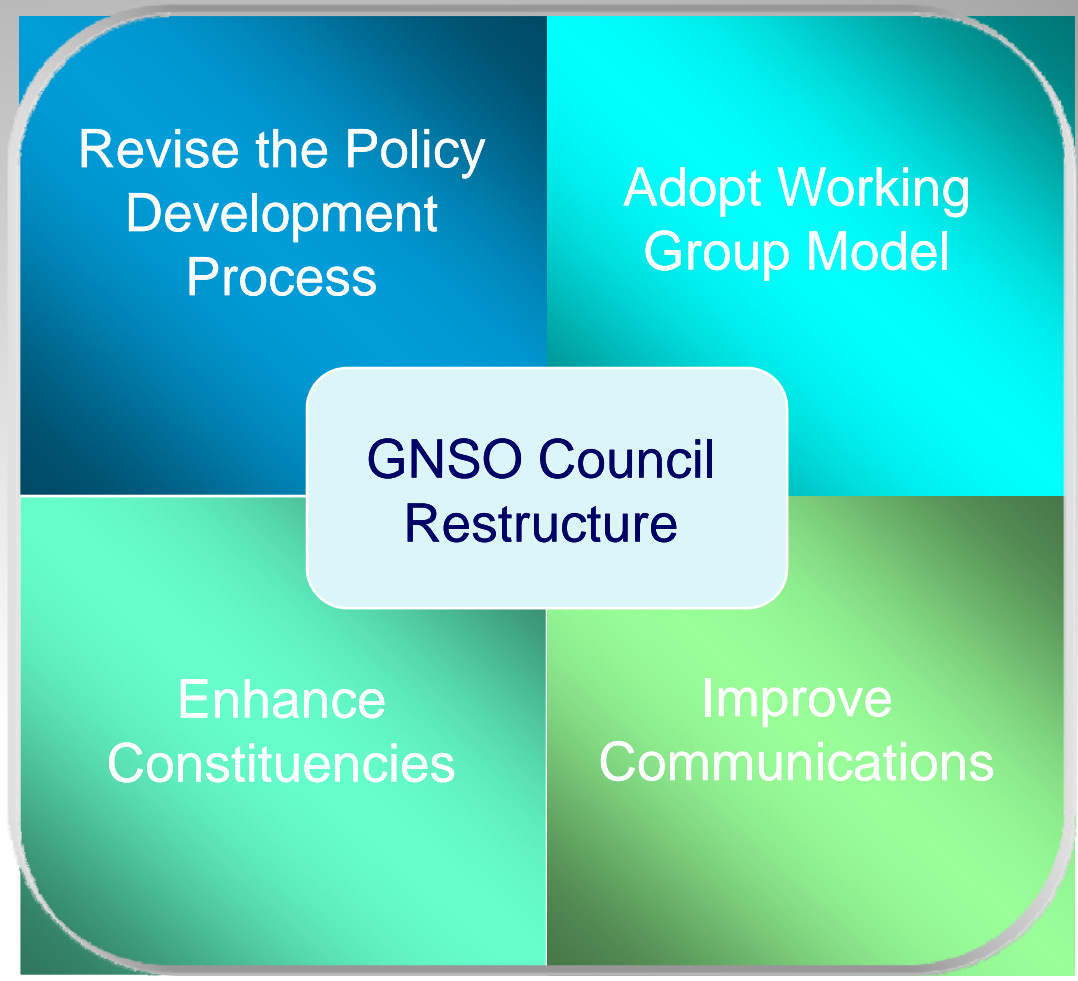 Revise the Policy
Development
Process
Adopt Working
Group Model
GNSO Council
Restructure
Enhance
Constituencies
Improve
Communications